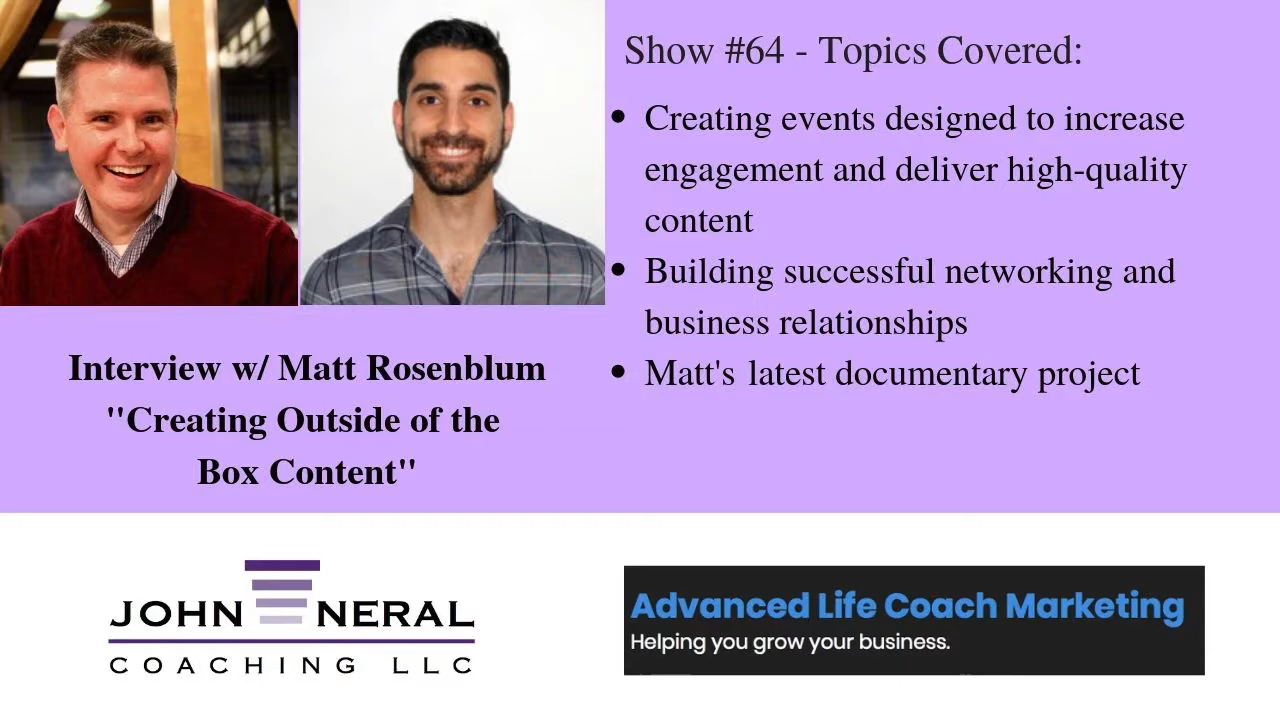 Show #64 - Topics Covered:
Creating events designed to increase
engagement and deliver high-quality
content
Building successful networking and
business relationships
Matt's latest documentary project
Interview w/ Matt Rosenblum
"Creating Outside of the
Box Content"
JOHN NERAL
COACHING LLC
Advanced Life Coach Marketing
Helping you grow your business.